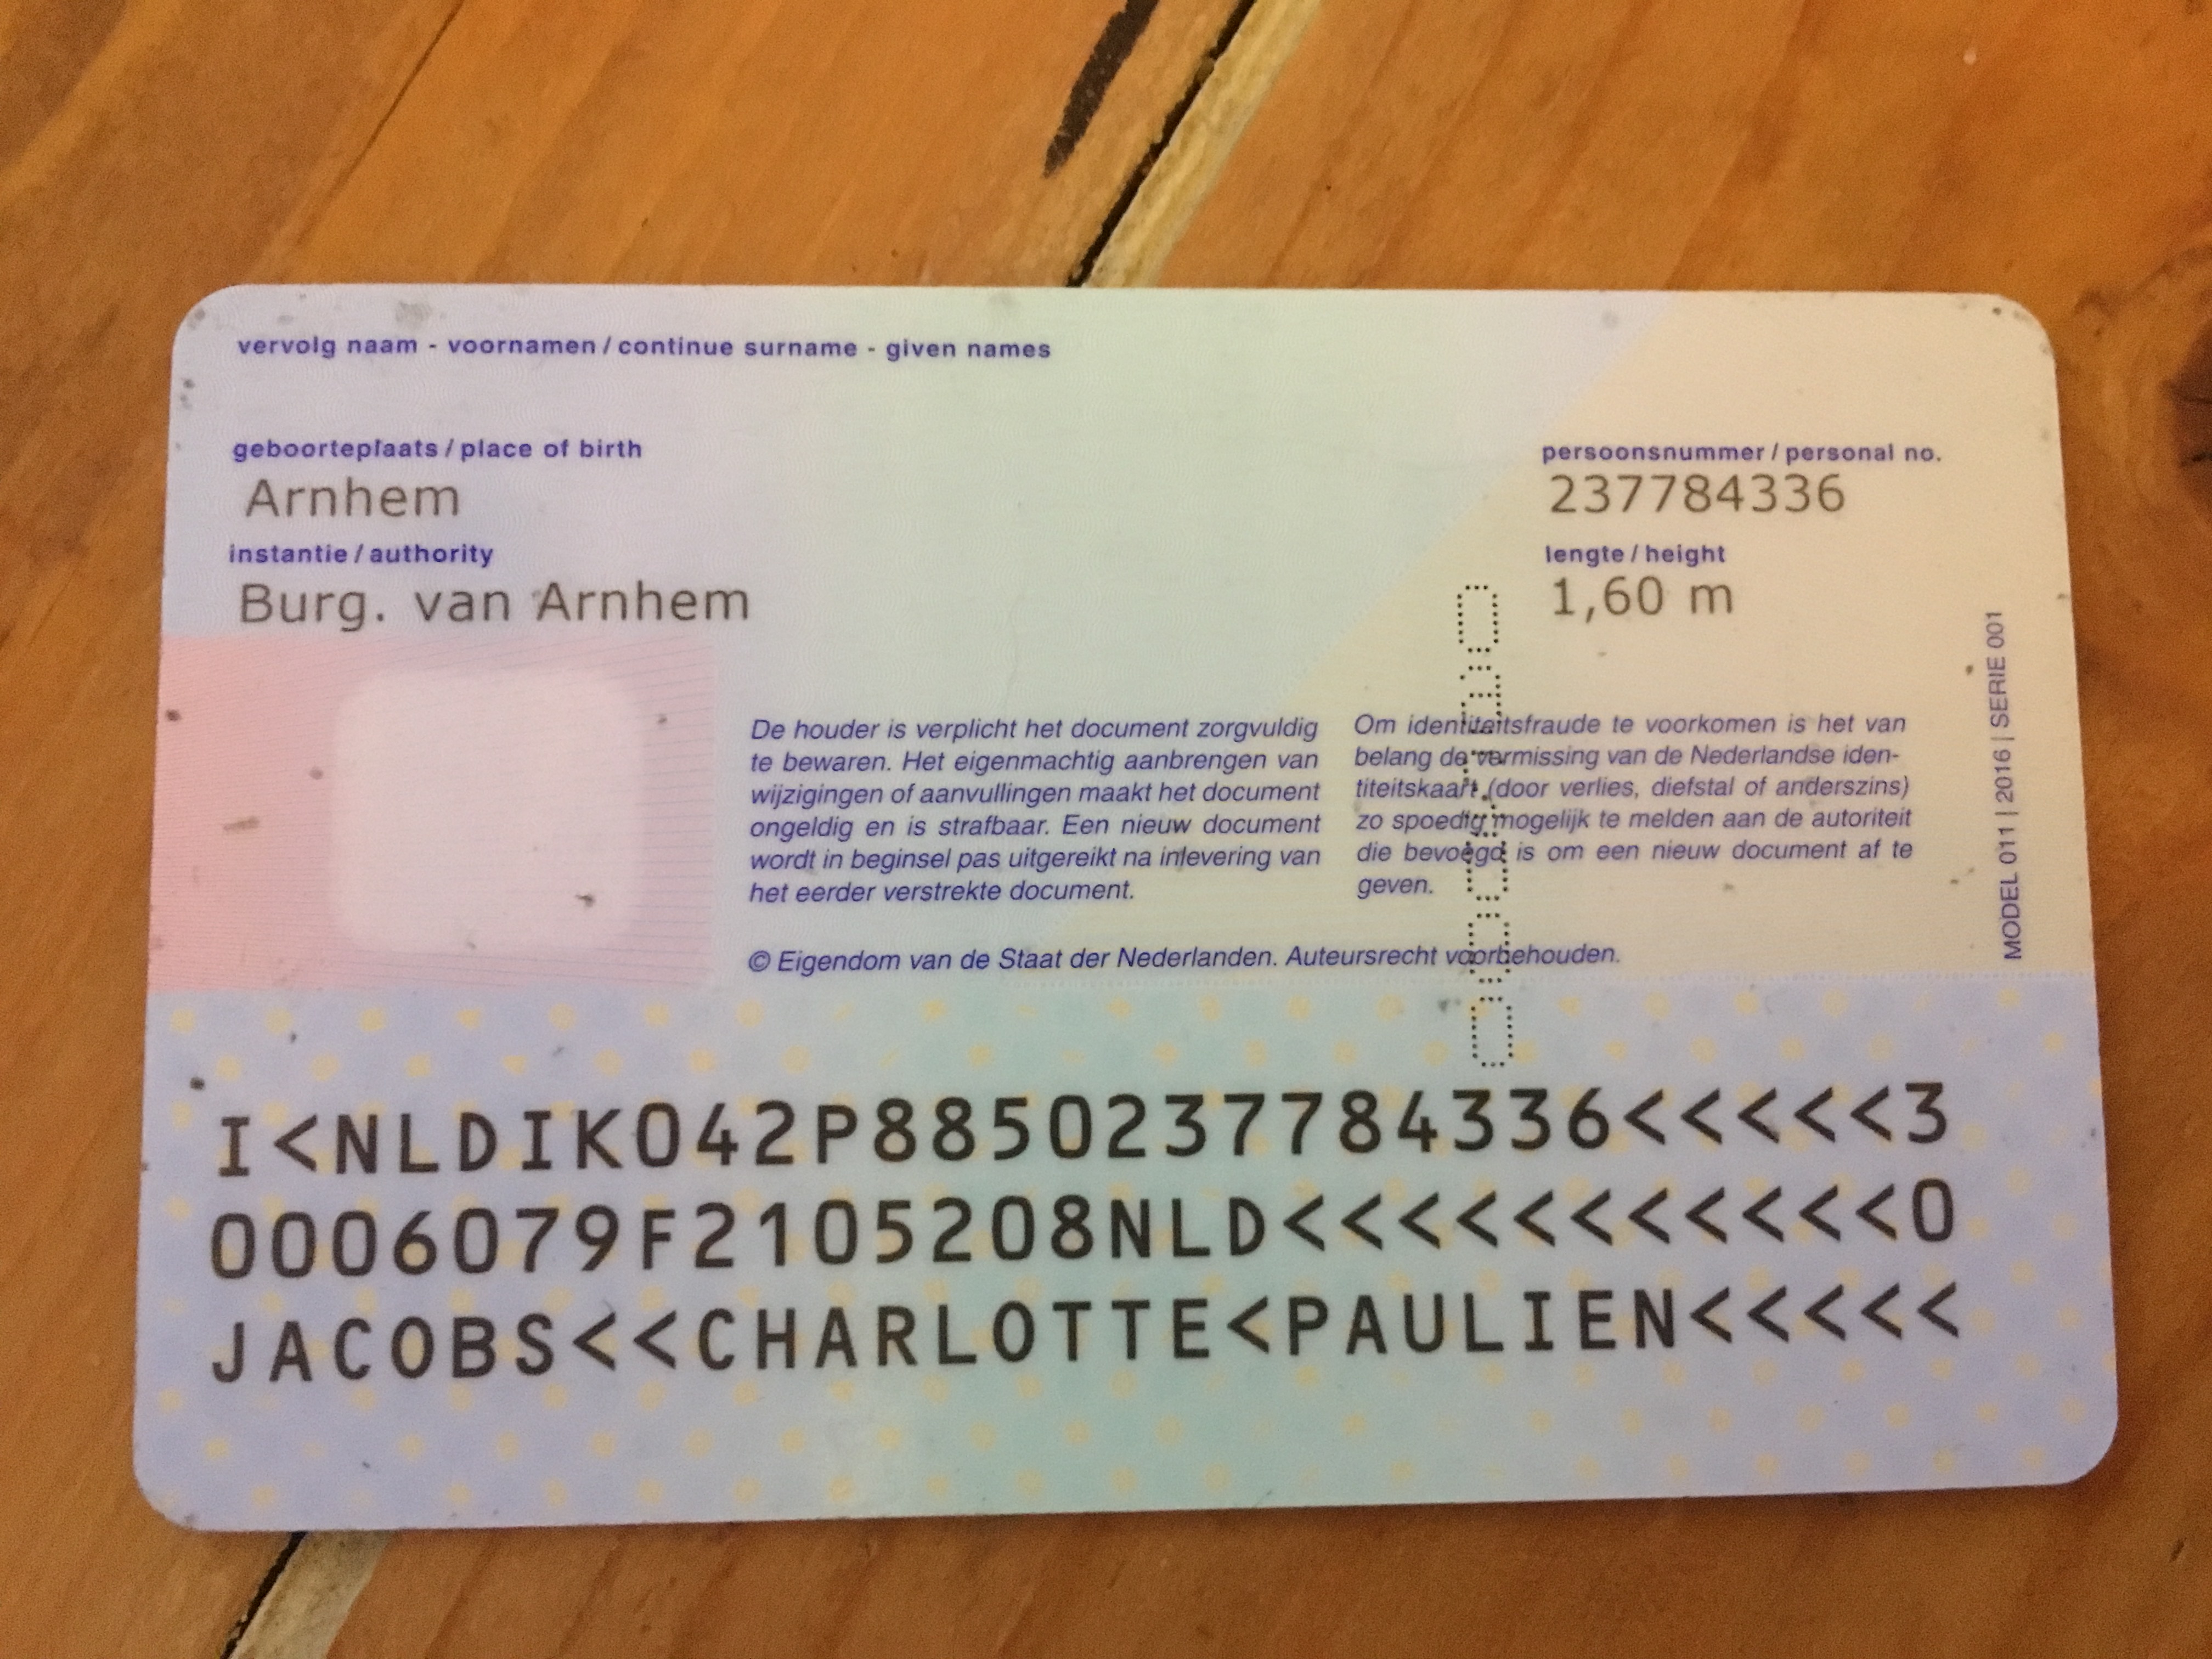 vervolg naam - voornamen / continue surname - given names
geboorteplaats / place of birth
persoonsnummer / personal no.
Arnhem
237784336
instantie / authority
lengte / height
Burg. van Arnhem
1,60 m
De houder is verplicht het document zorgvuldig
te bewaren. Het eigenmachtig aanbrengen van
wijzigingen of aanvullingen maakt het document
ongeldig en is strafbaar. Een nieuw document
wordt in beginsel pas uitgereikt na inlevering van
het eerder verstrekte document.
Om identiteitsfraude te voorkomen is het van
belang de vermissing van de Nederlandse iden-
titeitskaart (door verlies, diefstal of anderszins)
zo spoedig mogelijk te melden aan de autoriteit
die bevoegd is om een nieuw document af te
geven.
© Eigendom van de Staat der Nederlanden. Auteursrecht voorbehouden.
MODEL 011 | 2016 | SERIE 001
I<NLDIK042P8850237784336<<<<<3
0006079F2105208NLD<<<<<<<<<<<0
JACOBS<<CHARLOTTE<PAULIEN<<<<<